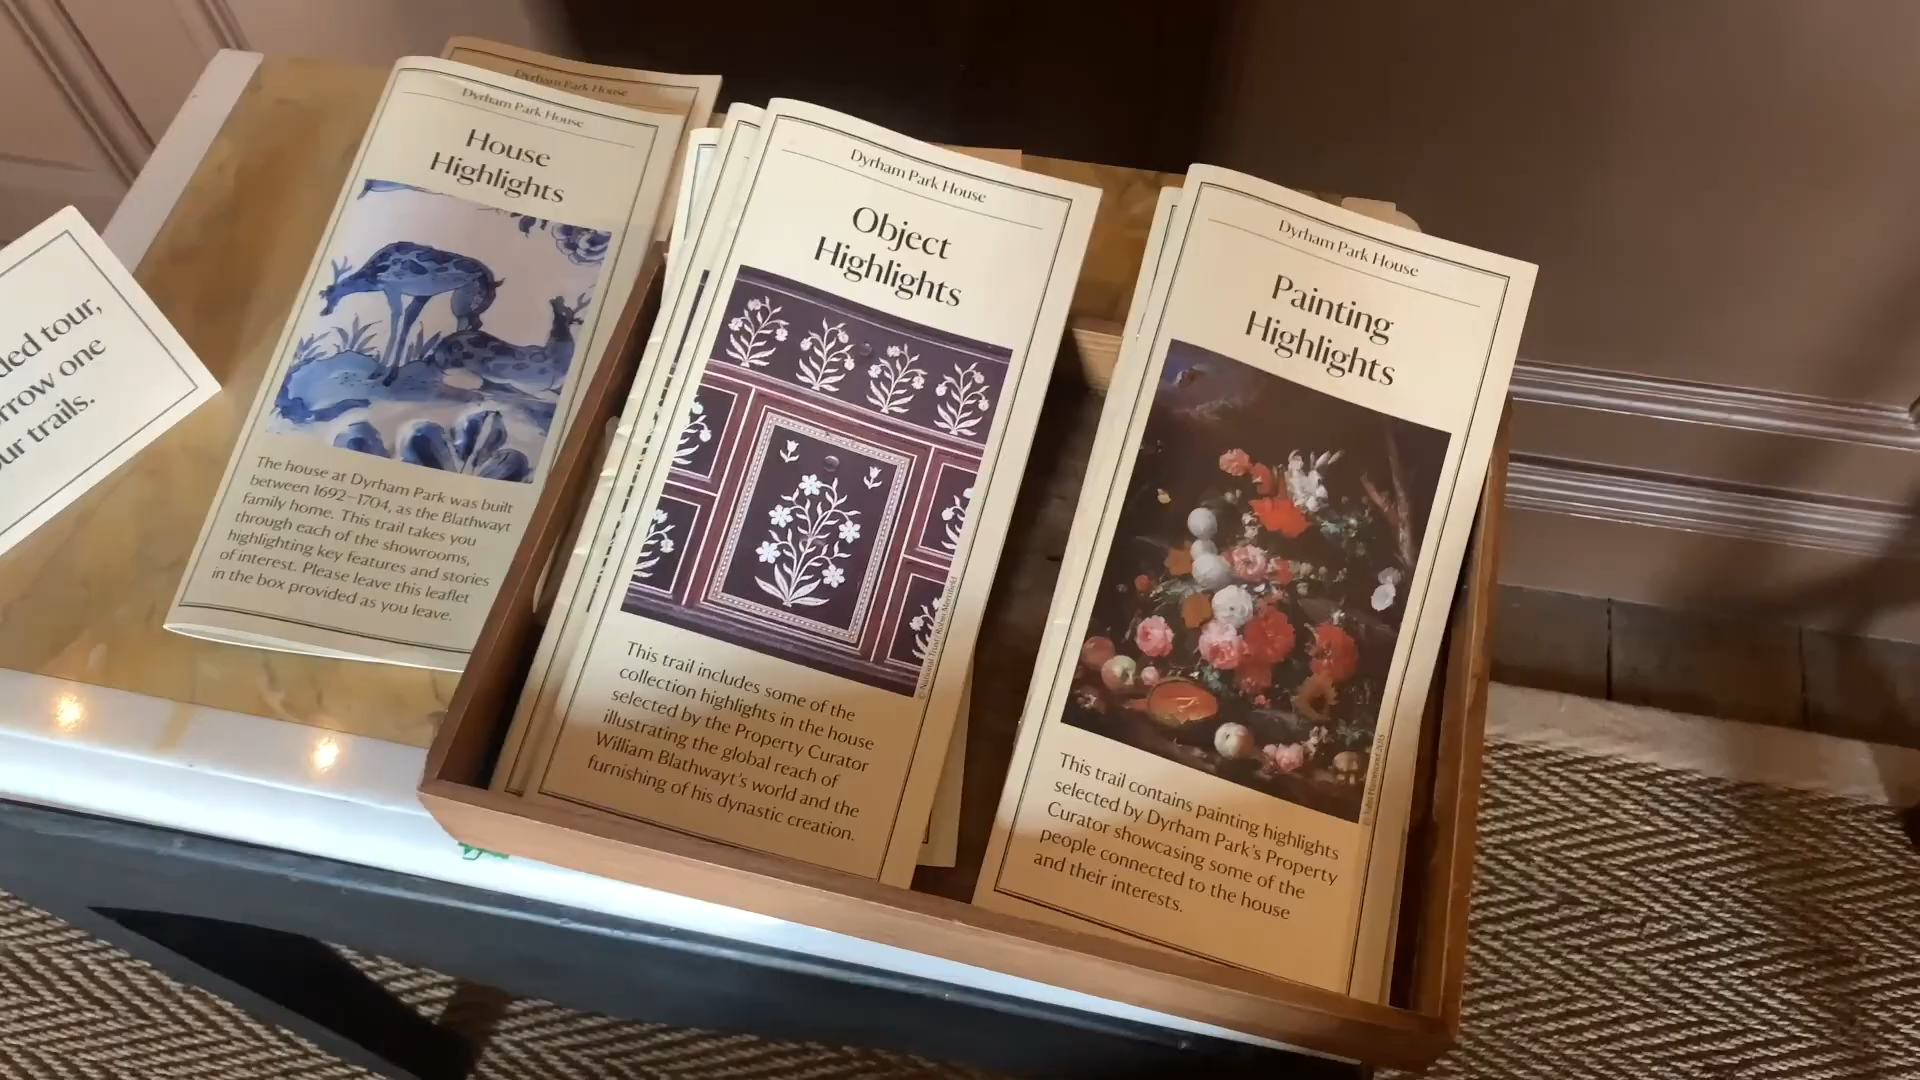 Dyrham Park House
Dyrham Park House
House
Highlights
The house at Dyrham Park was built
between 1692–1704, as the Blathwayt
family home. This trail takes you
through each of the showrooms,
highlighting key features and stories
of interest. Please leave this leaflet
in the box provided as you leave.
tour,
one
trails.
Dyrham Park House
Object
Highlights
© National Trust/ Robin Merrifield
This trail includes some of the
collection highlights in the house
selected by the Property Curator
illustrating the global reach of
William Blathwayt's world and the
furnishing of his dynastic creation.
Dyrham Park House
Painting
Highlights
This trail contains painting highlights
selected by Dyrham Park's Property
Curator showcasing some of the
people connected to the house
and their interests.